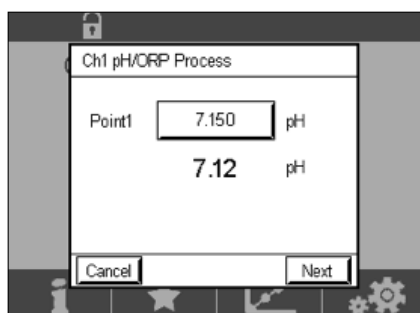 Ch1 pH/ORP Process
Point1 7.150 pH
7.12 pH
Cancel Next